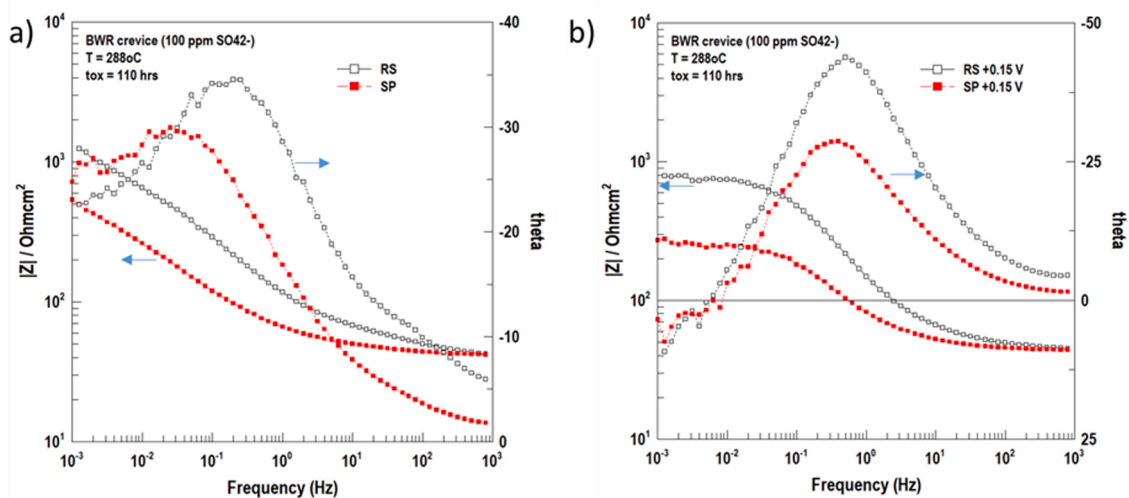 a)
BWR crevice (100 ppm SO42-)
T = 288oC
tox = 110 hrs
RS
SP
10⁴
10³
10²
10¹
|Z| / Ohmcm²
-40
-30
-20
-10
0
theta
10⁻³ 10⁻² 10⁻¹ 10⁰ 10¹ 10² 10³
Frequency (Hz)
b)
BWR crevice (100 ppm SO42-)
T = 288oC
tox = 110 hrs
RS +0.15 V
SP +0.15 V
10⁴
10³
10²
10¹
|Z| / Ohmcm²
-50
-25
0
25
theta
10⁻³ 10⁻² 10⁻¹ 10⁰ 10¹ 10² 10³
Frequency (Hz)